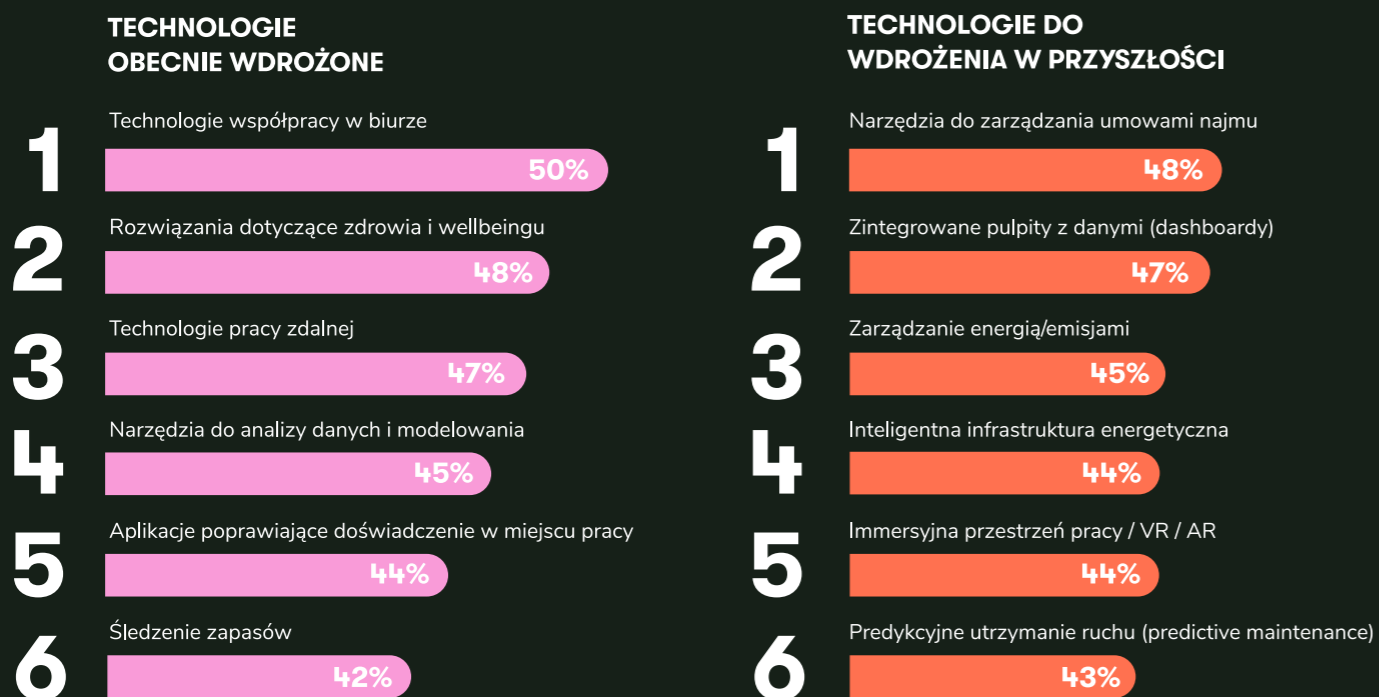 TECHNOLOGIE
OBECNIE WDROŻONE
1
Technologie współpracy w biurze
50%
2
Rozwiązania dotyczące zdrowia i wellbeingu
48%
3
Technologie pracy zdalnej
47%
4
Narzędzia do analizy danych i modelowania
45%
5
Aplikacje poprawiające doświadczenie w miejscu pracy
44%
6
Śledzenie zapasów
42%
TECHNOLOGIE DO
WDROŻENIA W PRZYSZŁOŚCI
1
Narzędzia do zarządzania umowami najmu
48%
2
Zintegrowane pulpity z danymi (dashboardy)
47%
3
Zarządzanie energią/emisjami
45%
4
Inteligentna infrastruktura energetyczna
44%
5
Immersyjna przestrzeń pracy / VR / AR
44%
6
Predykcyjne utrzymanie ruchu (predictive maintenance)
43%